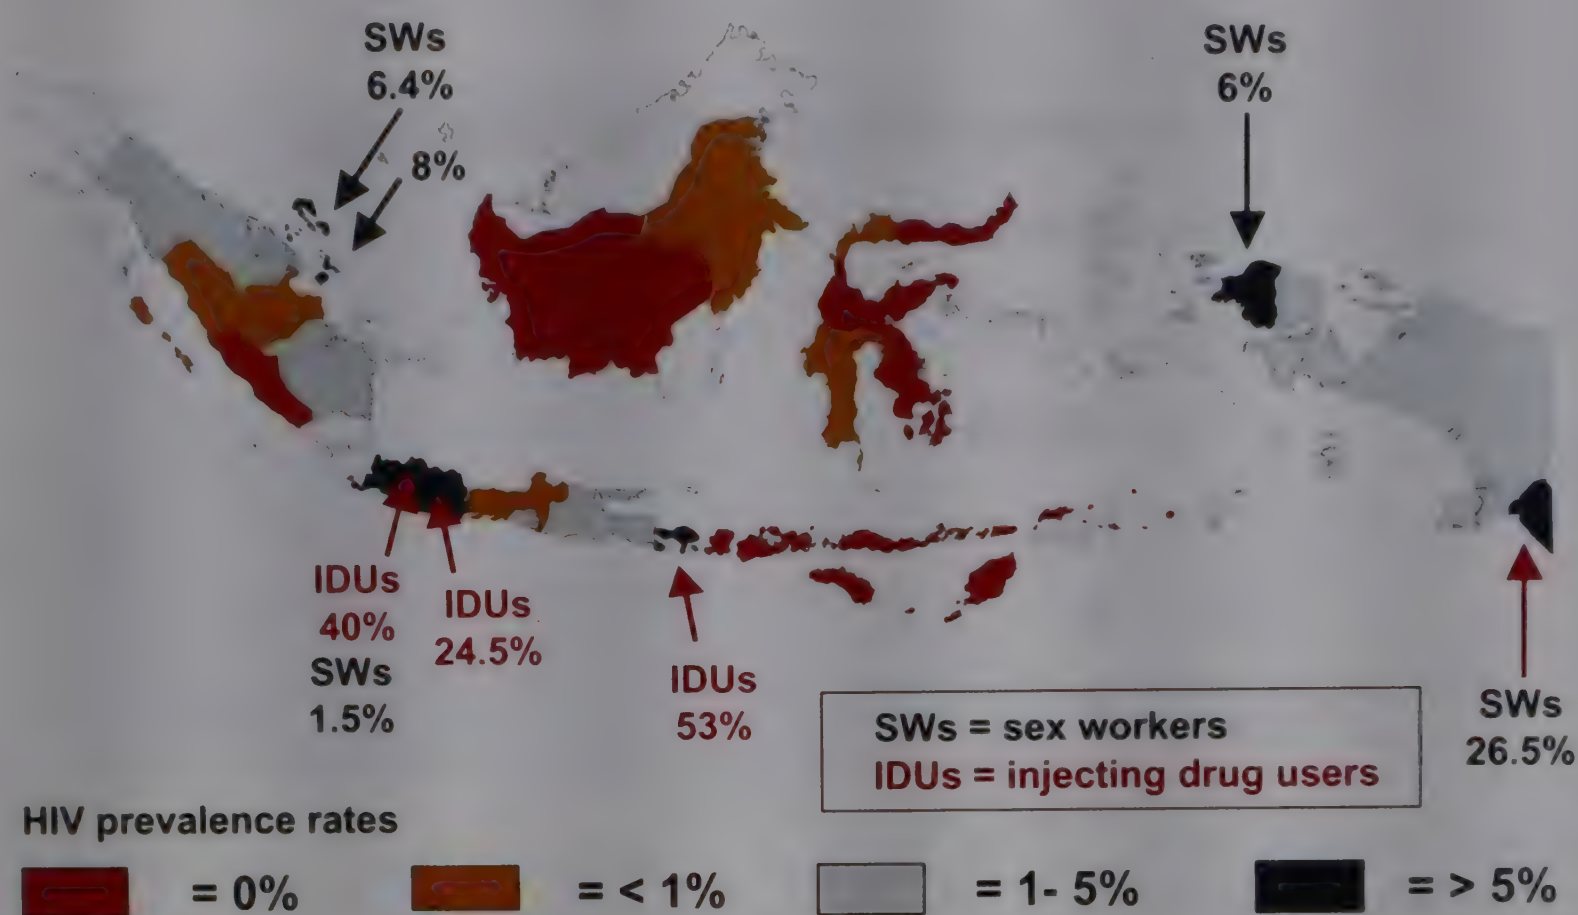 SWs
6.4%
8%
SWs
6%
IDUs
40%
SWs
1.5%
IDUs
24.5%
IDUs
53%
SWs = sex workers
IDUs = injecting drug users
SWs
26.5%
HIV prevalence rates
= 0%
= < 1%
= 1- 5%
= > 5%